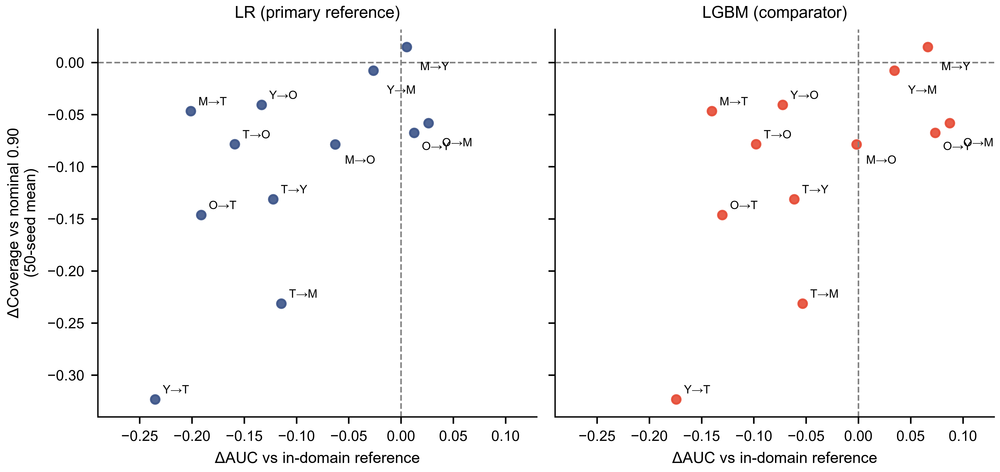 LR (primary reference)
LGBM (comparator)
ΔCoverage vs nominal 0.90
(50-seed mean)
0.00
−0.05
−0.10
−0.15
−0.20
−0.25
−0.30
M→Y
Y→M
Y→O
M→T
T→O
O→M
O→Y
M→O
T→Y
O→T
T→M
Y→T
−0.25
−0.20
−0.15
−0.10
−0.05
0.00
0.05
0.10
ΔAUC vs in-domain reference
M→Y
Y→M
Y→O
M→T
T→O
O→M
O→Y
M→O
T→Y
O→T
T→M
Y→T
−0.25
−0.20
−0.15
−0.10
−0.05
0.00
0.05
0.10
ΔAUC vs in-domain reference